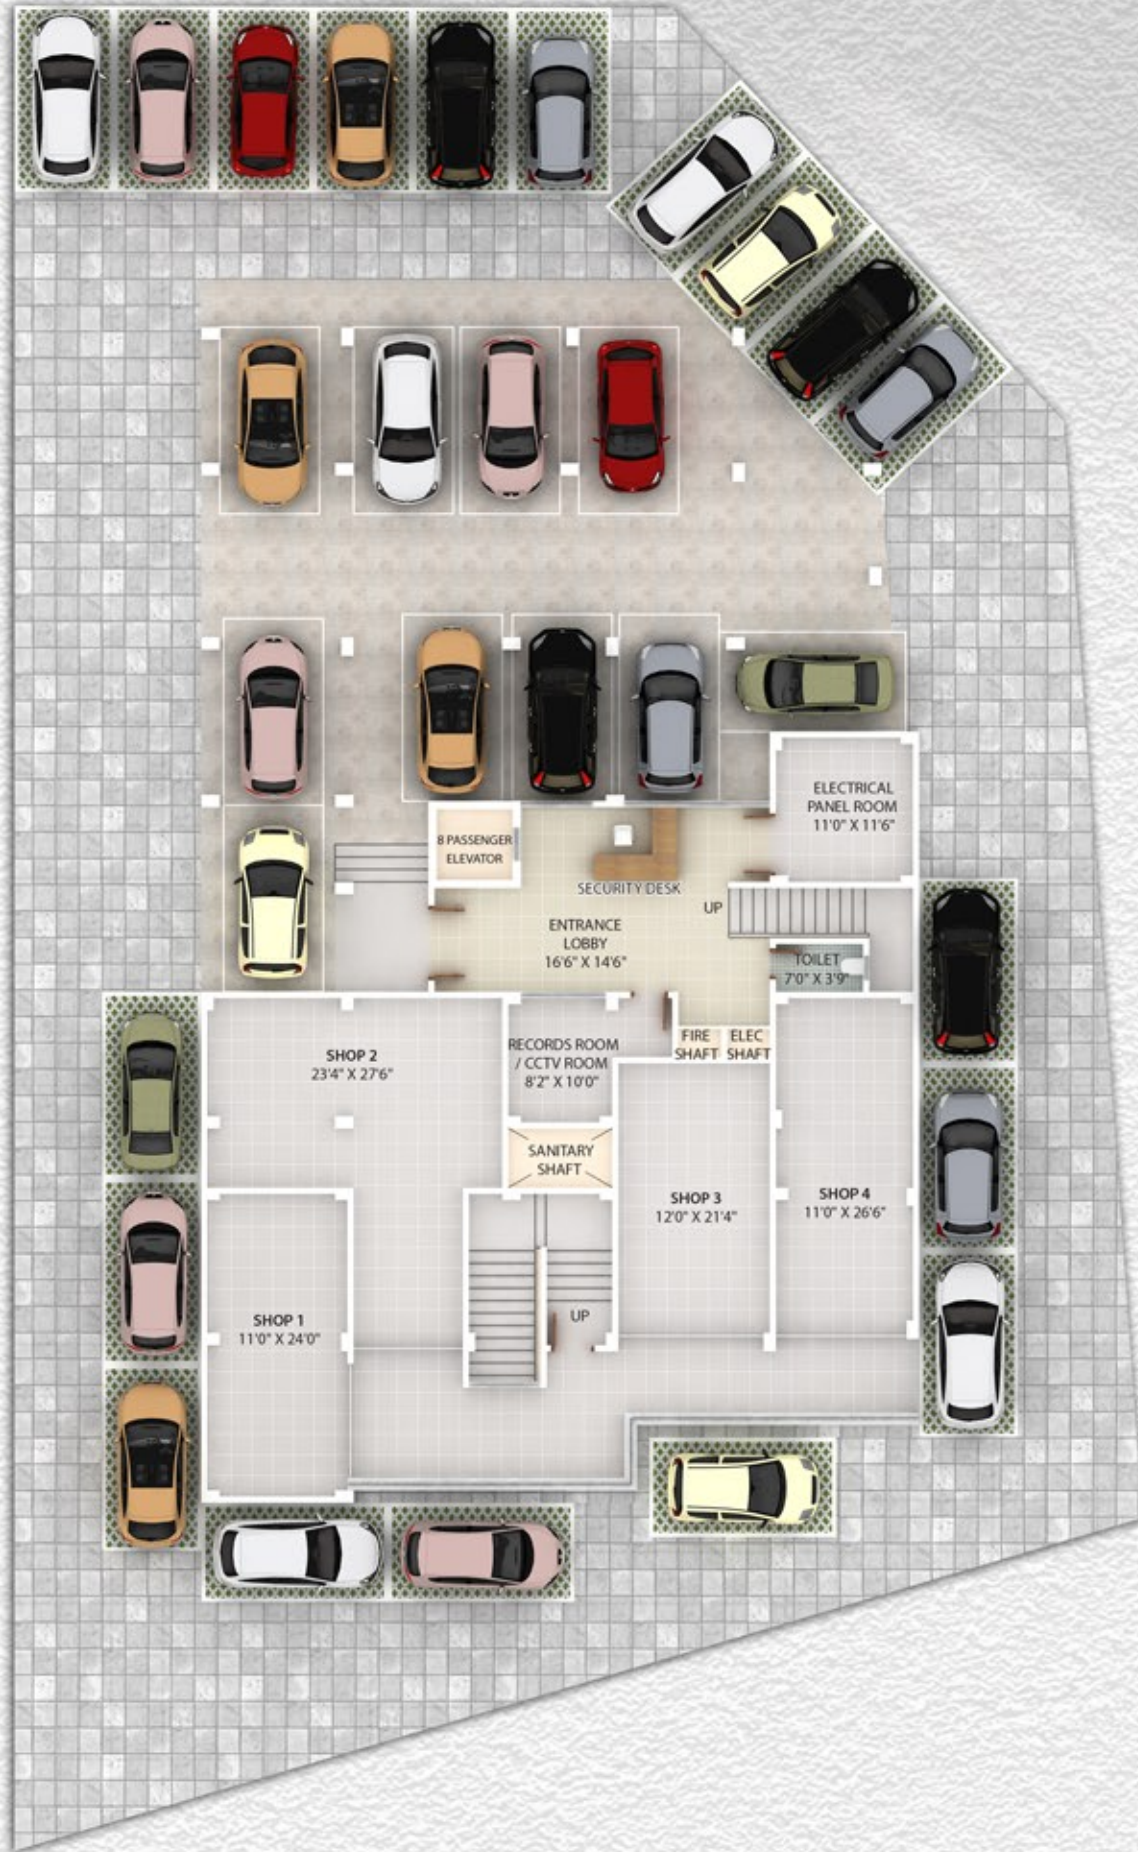 ELECTRICAL
PANEL ROOM
11'0" X 11'6"
8 PASSENGER
ELEVATOR
SECURITY DESK
UP
ENTRANCE
LOBBY
16'6" X 14'6"
TOILET
7'0" X 3'9"
FIRE
SHAFT
ELEC
SHAFT
RECORDS ROOM
/ CCTV ROOM
8'2" X 10'0"
SHOP 2
23'4" X 27'6"
SANITARY
SHAFT
SHOP 3
12'0" X 21'4"
SHOP 4
11'0" X 26'6"
SHOP 1
11'0" X 24'0"
UP